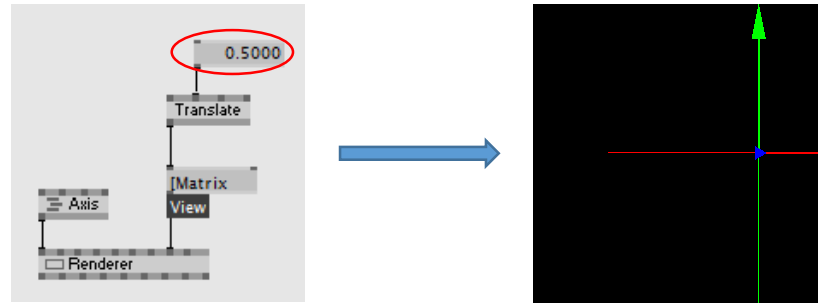 0.5000
Translate
[Matrix
View
Axis
Renderer